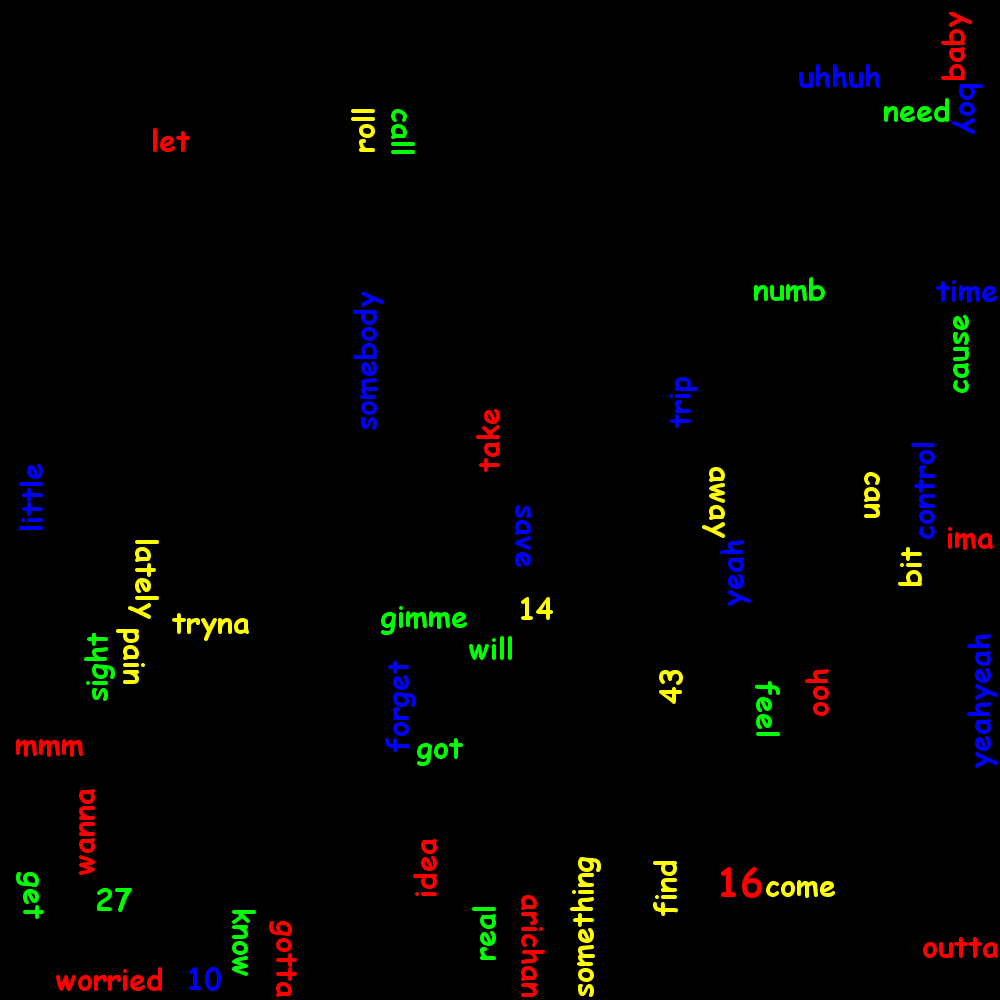 baby
uhhuh
boy
need
roll
call
let
numb
time
somebody
cause
trip
take
little
away
can
control
save
ima
lately
yeah
bit
14
gimme
tryna
pain
sight
will
forget
43
feel
ooh
yeahyeah
mmm
got
wanna
idea
get
27
find
16
come
something
real
arichan
know
gotta
outta
worried
10